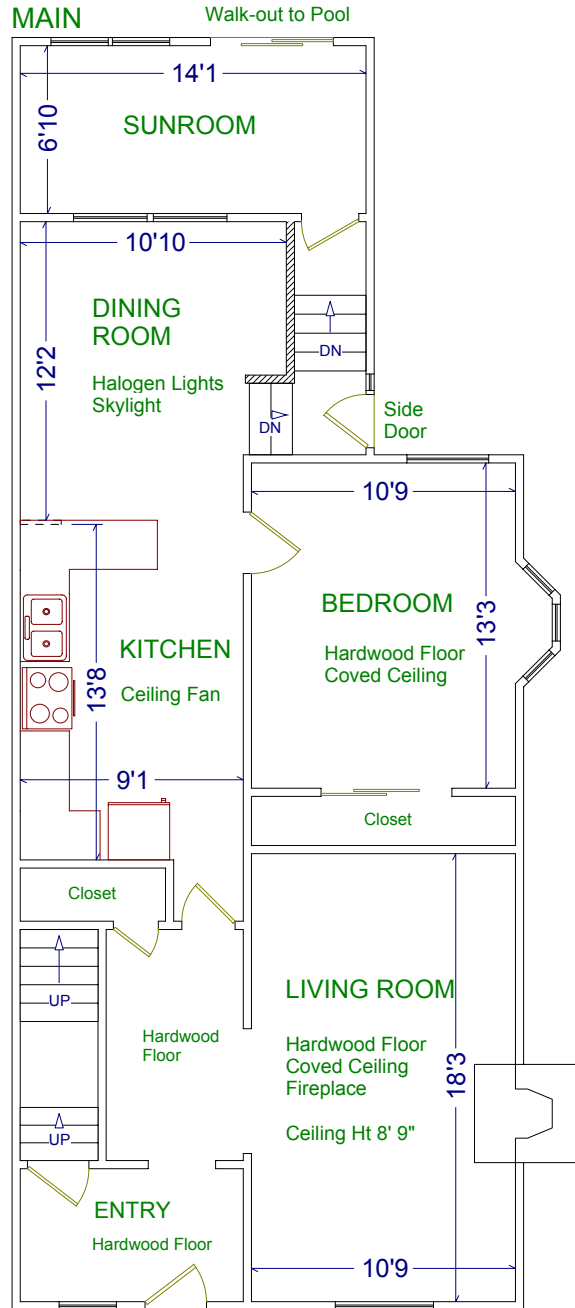 MAIN
Walk-out to Pool
14'1
6'10
SUNROOM
10'10
DINING
ROOM
12'2
Halogen Lights
Skylight
DN
DN
Side
Door
10'9
BEDROOM
13'3
Hardwood Floor
Coved Ceiling
KITCHEN
13'8
Ceiling Fan
9'1
Closet
Closet
UP
LIVING ROOM
Hardwood
Floor
Hardwood Floor
Coved Ceiling
Fireplace
18'3
Ceiling Ht 8' 9"
UP
ENTRY
Hardwood Floor
10'9